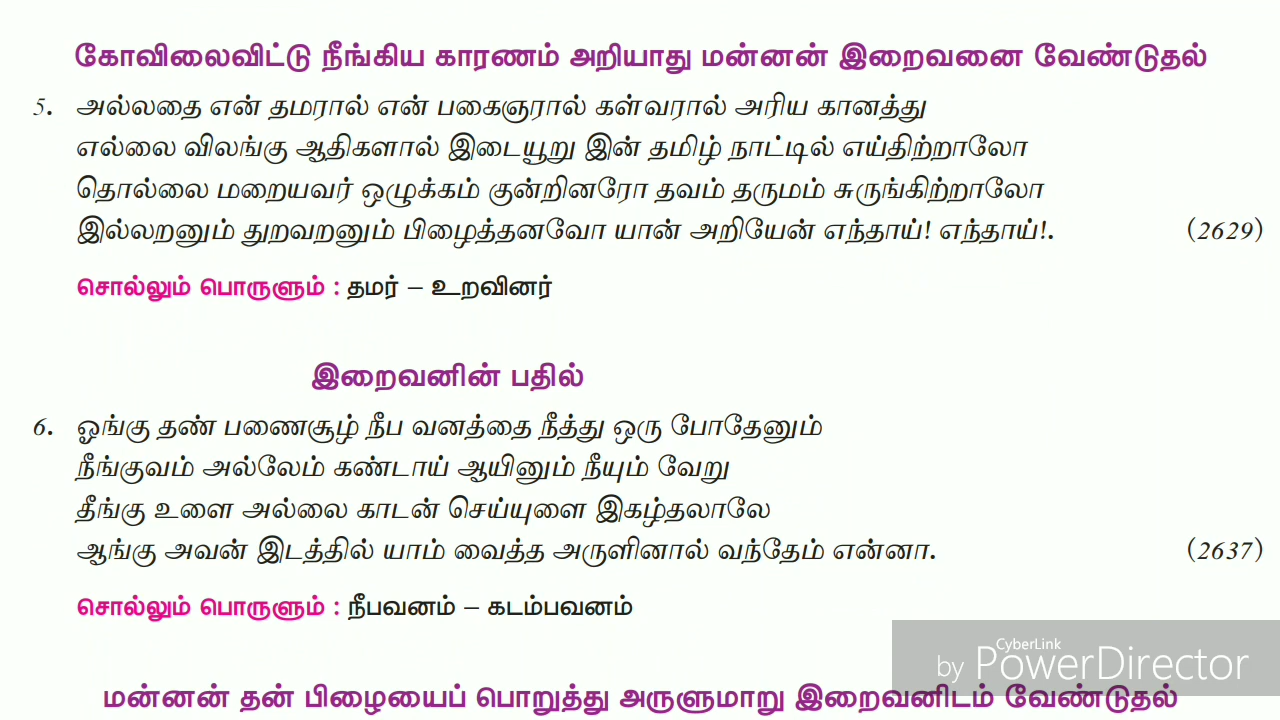 கோவிலைவிட்டு நீங்கிய காரணம் அறியாது மன்னன் இறைவனை வேண்டுதல்
5. அல்லதை என் தமரால் என் பகைஞரால் கள்வரால் அரிய கானத்து
எல்லை விலங்கு ஆதிகளால் இடையூறு இன் தமிழ் நாட்டில் எய்திற்றாலோ
தொல்லை மறையவர் ஒழுக்கம் குன்றினரோ தவம் தருமம் சுருங்கிற்றாலோ
இல்லறனும் துறவறனும் பிழைத்தனவோ யான் அறியேன் எந்தாய்! எந்தாய்!. (2629)
சொல்லும் பொருளும் : தமர் – உறவினர்
இறைவனின் பதில்
6. ஓங்கு தண் பணைசூழ் நீப வனத்தை நீத்து ஒரு போதேனும்
நீங்குவம் அல்லேம் கண்டாய் ஆயினும் நீயும் வேறு
தீங்கு உளை அல்லை காடன் செய்யுளை இகழ்தலாலே
ஆங்கு அவன் இடத்தில் யாம் வைத்த அருளினால் வந்தேம் என்னா. (2637)
சொல்லும் பொருளும் : நீபவனம் – கடம்பவனம்
CyberLink
by PowerDirector
மன்னன் தன் பிழையைப் பொறுத்து அருளுமாறு இறைவனிடம் வேண்டுதல்